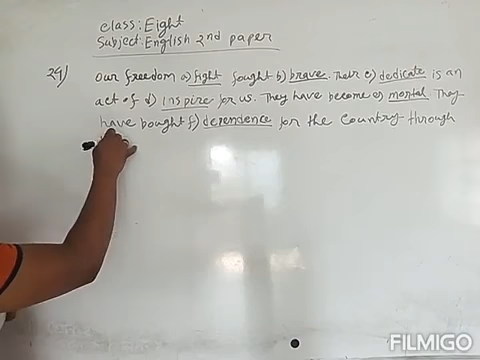 class: Eight
Subject: English 2nd paper
24) Our freedom a) fight fought b) brave. Their c) dedicate is an
act of d) Inspire for us. They have become e) mortal. They
have bought f) dependence for the country through
FILMIGO